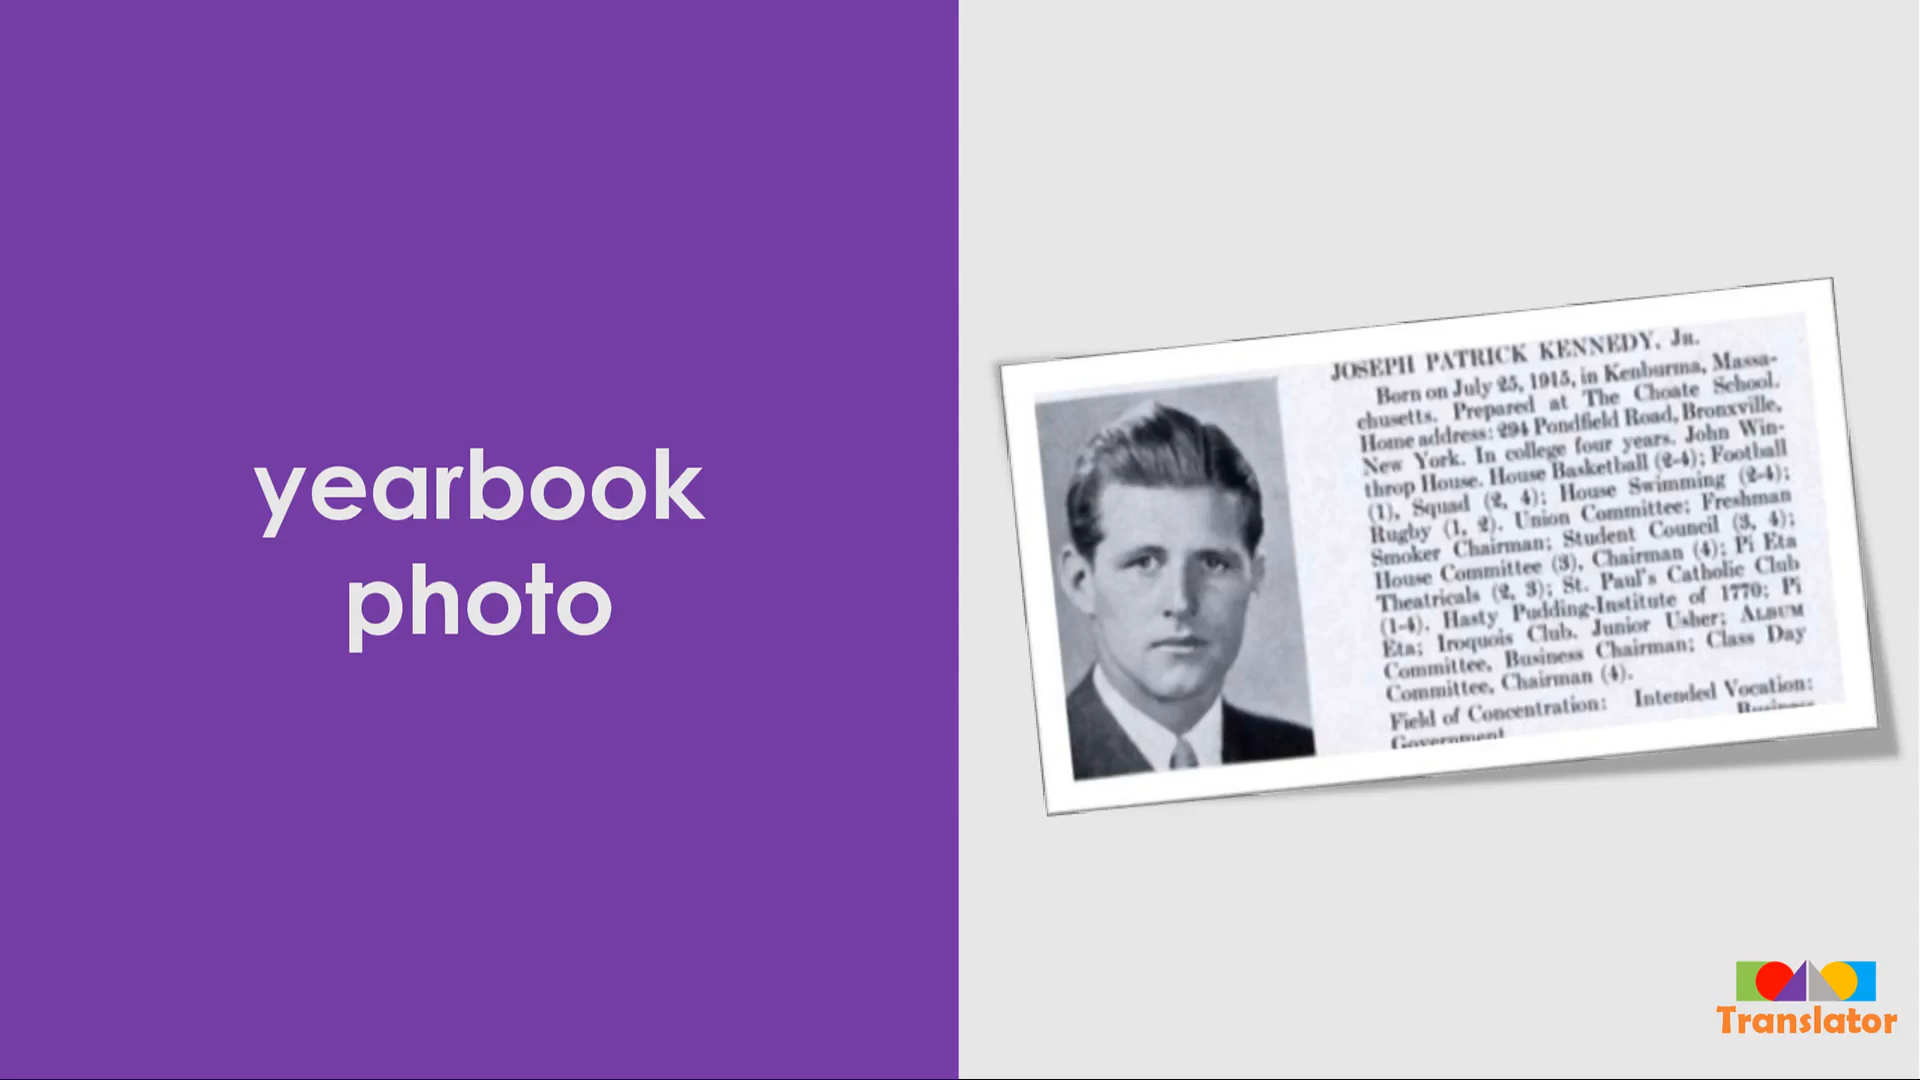 yearbook
photo
JOSEPH PATRICK KENNEDY, JR.
Born on July 25, 1915, in Kenburma, Massa-
chusetts. Prepared at The Choate School.
Home address: 294 Pondfield Road, Bronxville,
New York. In college four years. John Win-
throp House. House Basketball (2-4); Football
(1), Squad (2, 4); House Swimming (2-4);
Rugby (1, 2). Union Committee; Freshman
Smoker Chairman; Student Council (3, 4);
House Committee (3), Chairman (4); Pi Eta
Theatricals (2, 3); St. Paul's Catholic Club
(1-4). Hasty Pudding-Institute of 1770; Pi
Eta; Iroquois Club. Junior Usher; ALBUM
Committee, Business Chairman; Class Day
Committee, Chairman (4).
Field of Concentration: Intended Vocation:
Government Business
Translator